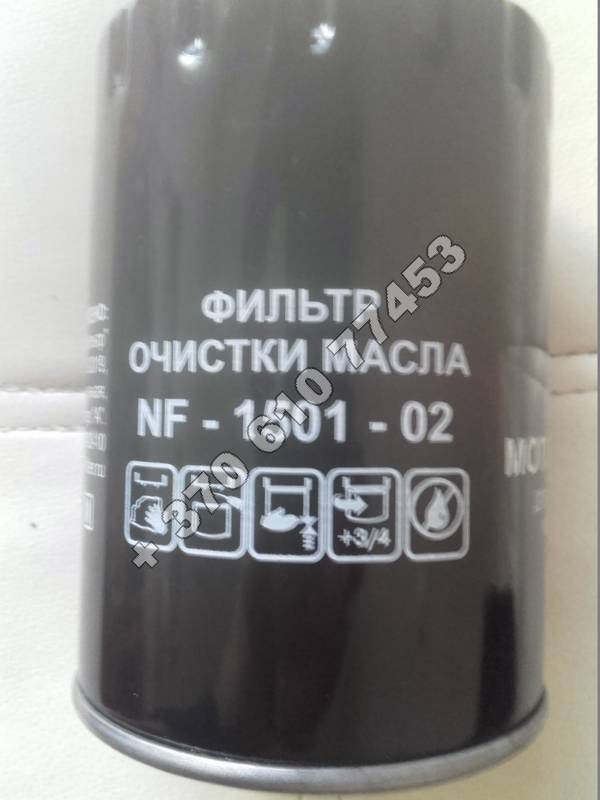 ФИЛЬТР
ОЧИСТКИ МАСЛА
NF - 1501 - 02
+3/4
+ 370 610 77453